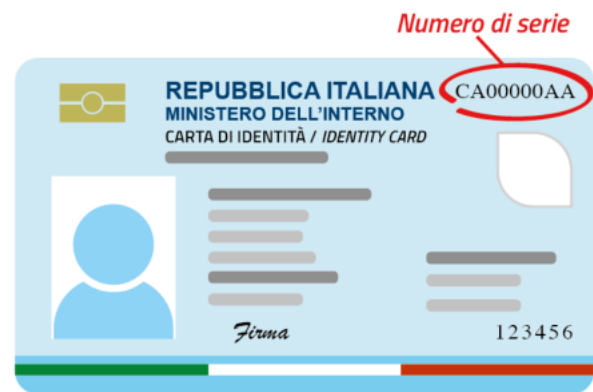 Numero di serie
REPUBBLICA ITALIANA CA00000AA
MINISTERO DELL'INTERNO
CARTA DI IDENTITÀ / IDENTITY CARD
Firma 123456